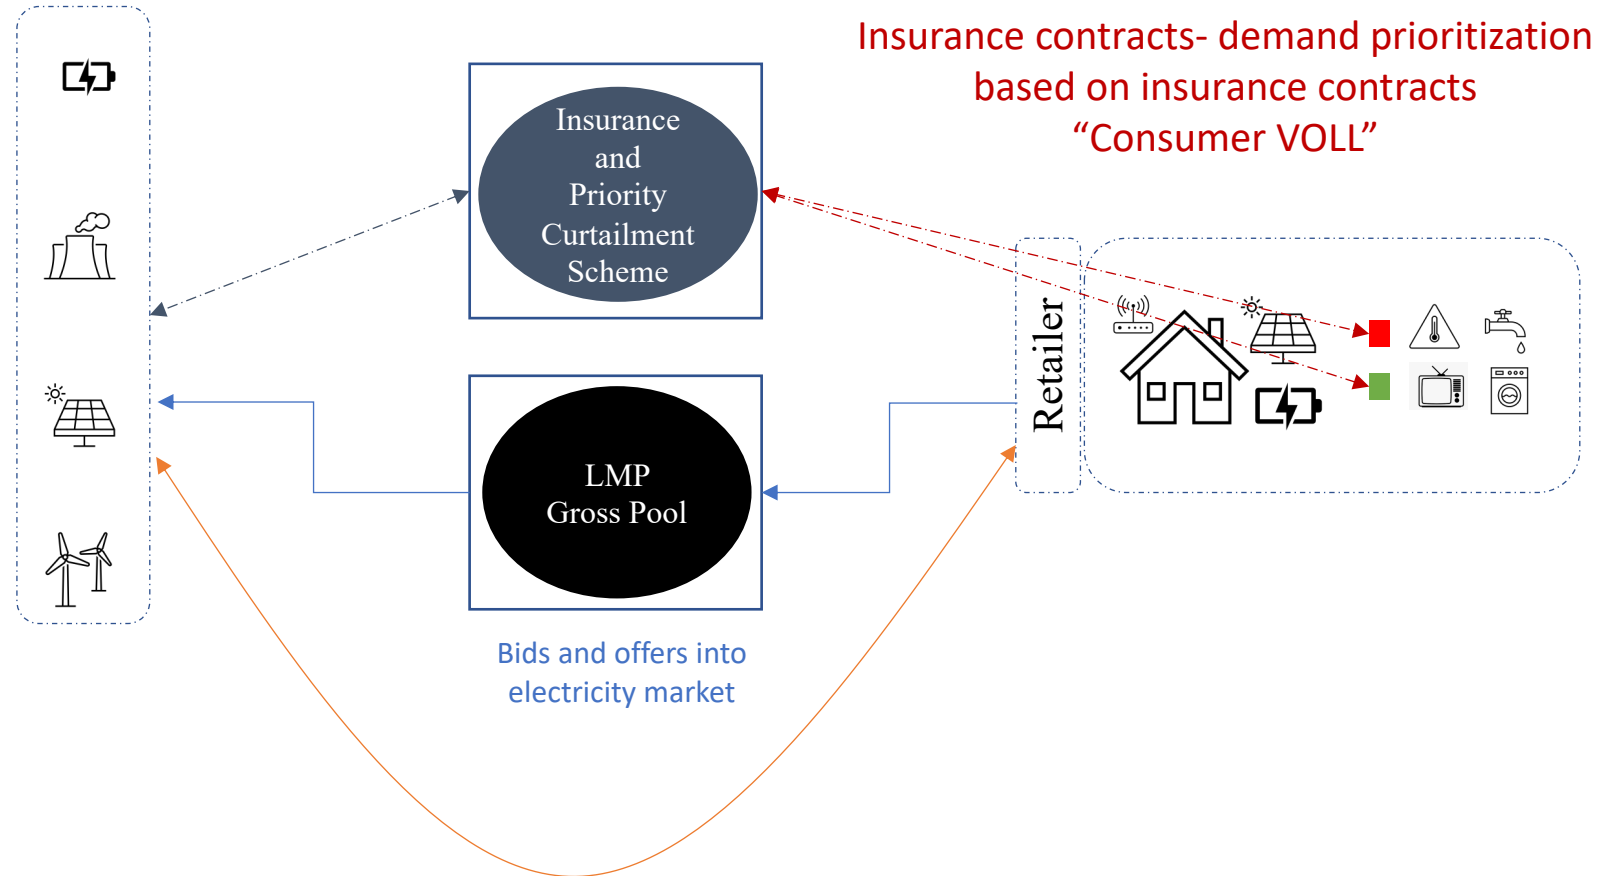 Insurance contracts- demand prioritization
based on insurance contracts
“Consumer VOLL”
Insurance
and
Priority
Curtailment
Scheme
Retailer
LMP
Gross Pool
Bids and offers into
electricity market